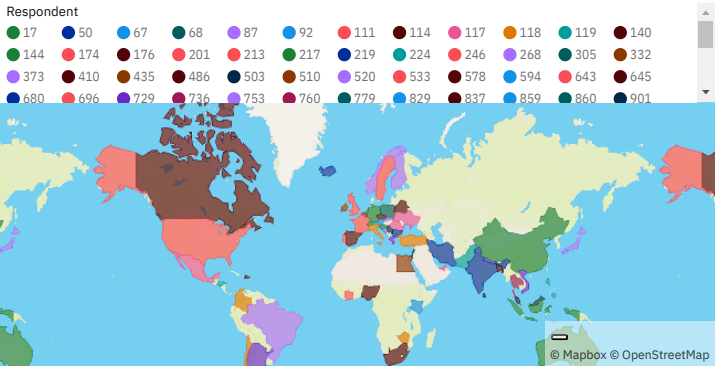 Respondent
17 50 67 68 87 92 111 114 117 118 119 140
144 174 176 201 213 217 219 224 246 268 305 332
373 410 435 486 503 510 520 533 578 594 643 645
680 696 729 736 753 760 779 829 837 859 860 901
© Mapbox © OpenStreetMap